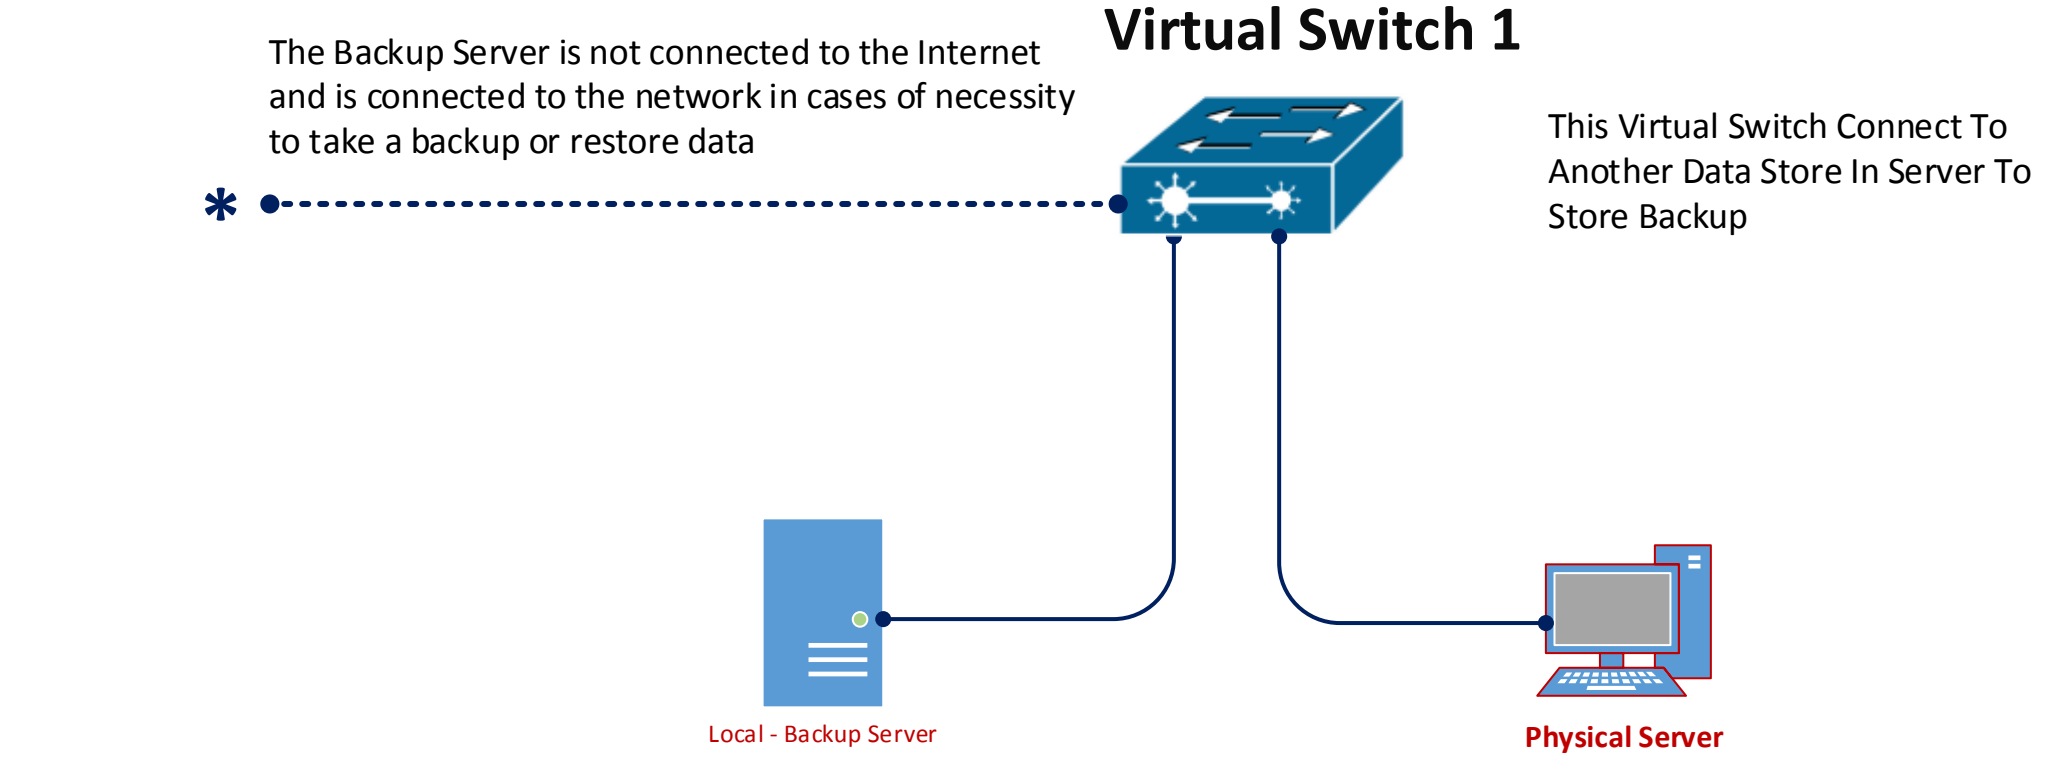 Virtual Switch 1
The Backup Server is not connected to the Internet
and is connected to the network in cases of necessity
to take a backup or restore data
This Virtual Switch Connect To
Another Data Store In Server To
Store Backup
*
Local - Backup Server
Physical Server